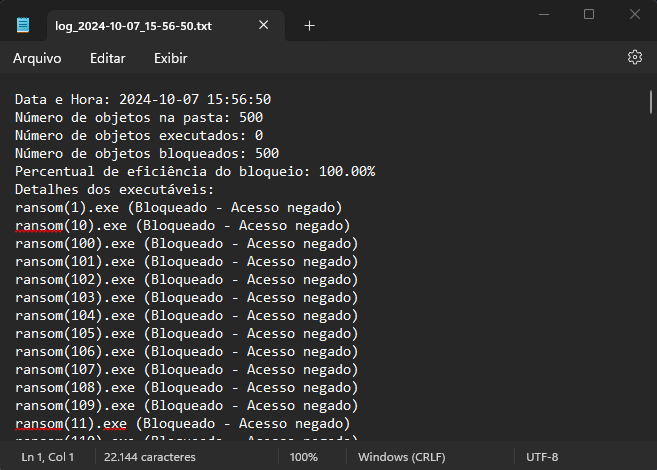 log_2024-10-07_15-56-50.txt
Arquivo Editar Exibir
Data e Hora: 2024-10-07 15:56:50
Número de objetos na pasta: 500
Número de objetos executados: 0
Número de objetos bloqueados: 500
Percentual de eficiência do bloqueio: 100.00%
Detalhes dos executáveis:
ransom(1).exe (Bloqueado - Acesso negado)
ransom(10).exe (Bloqueado - Acesso negado)
ransom(100).exe (Bloqueado - Acesso negado)
ransom(101).exe (Bloqueado - Acesso negado)
ransom(102).exe (Bloqueado - Acesso negado)
ransom(103).exe (Bloqueado - Acesso negado)
ransom(104).exe (Bloqueado - Acesso negado)
ransom(105).exe (Bloqueado - Acesso negado)
ransom(106).exe (Bloqueado - Acesso negado)
ransom(107).exe (Bloqueado - Acesso negado)
ransom(108).exe (Bloqueado - Acesso negado)
ransom(109).exe (Bloqueado - Acesso negado)
ransom(11).exe (Bloqueado - Acesso negado)
ransom(110).exe (Bloqueado - Acesso negado)
Ln 1, Col 1 22.144 caracteres 100% Windows (CRLF) UTF-8